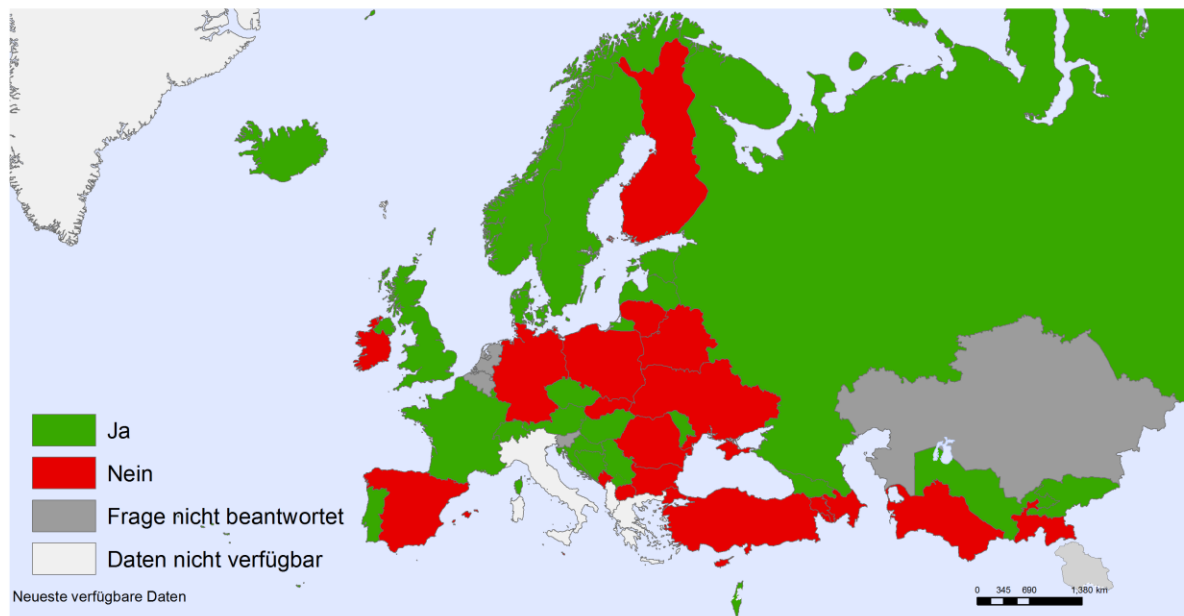 Ja
Nein
Frage nicht beantwortet
Daten nicht verfügbar
Neueste verfügbare Daten
0 345 690 1,380 km